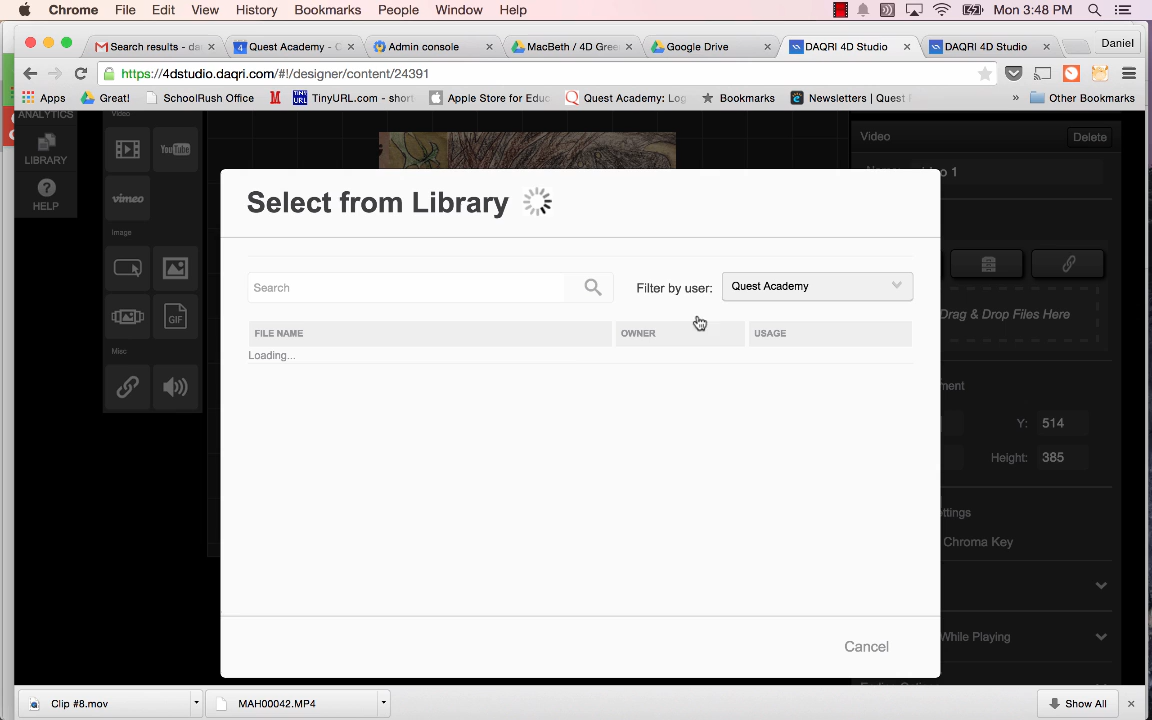 Chrome File Edit View History Bookmarks People Window Help Mon 3:48 PM
Search results - da Quest Academy - C Admin console MacBeth / 4D Gree Google Drive DAQRI 4D Studio DAQRI 4D Studio Daniel
https://4dstudio.daqri.com/#!/designer/content/24391
Apps Great! SchoolRush Office TinyURL.com - short Apple Store for Educ Quest Academy: Log Bookmarks Newsletters | Quest » Other Bookmarks
ANALYTICS
LIBRARY
HELP
Video
YouTube
vimeo
Image
GIF
Misc
Video
Delete
Select from Library
Search
Filter by user: Quest Academy
FILE NAME OWNER USAGE
Loading...
Drag & Drop Files Here
Y: 514
Height: 385
Chroma Key
While Playing
Cancel
Clip #8.mov MAH00042.MP4 Show All